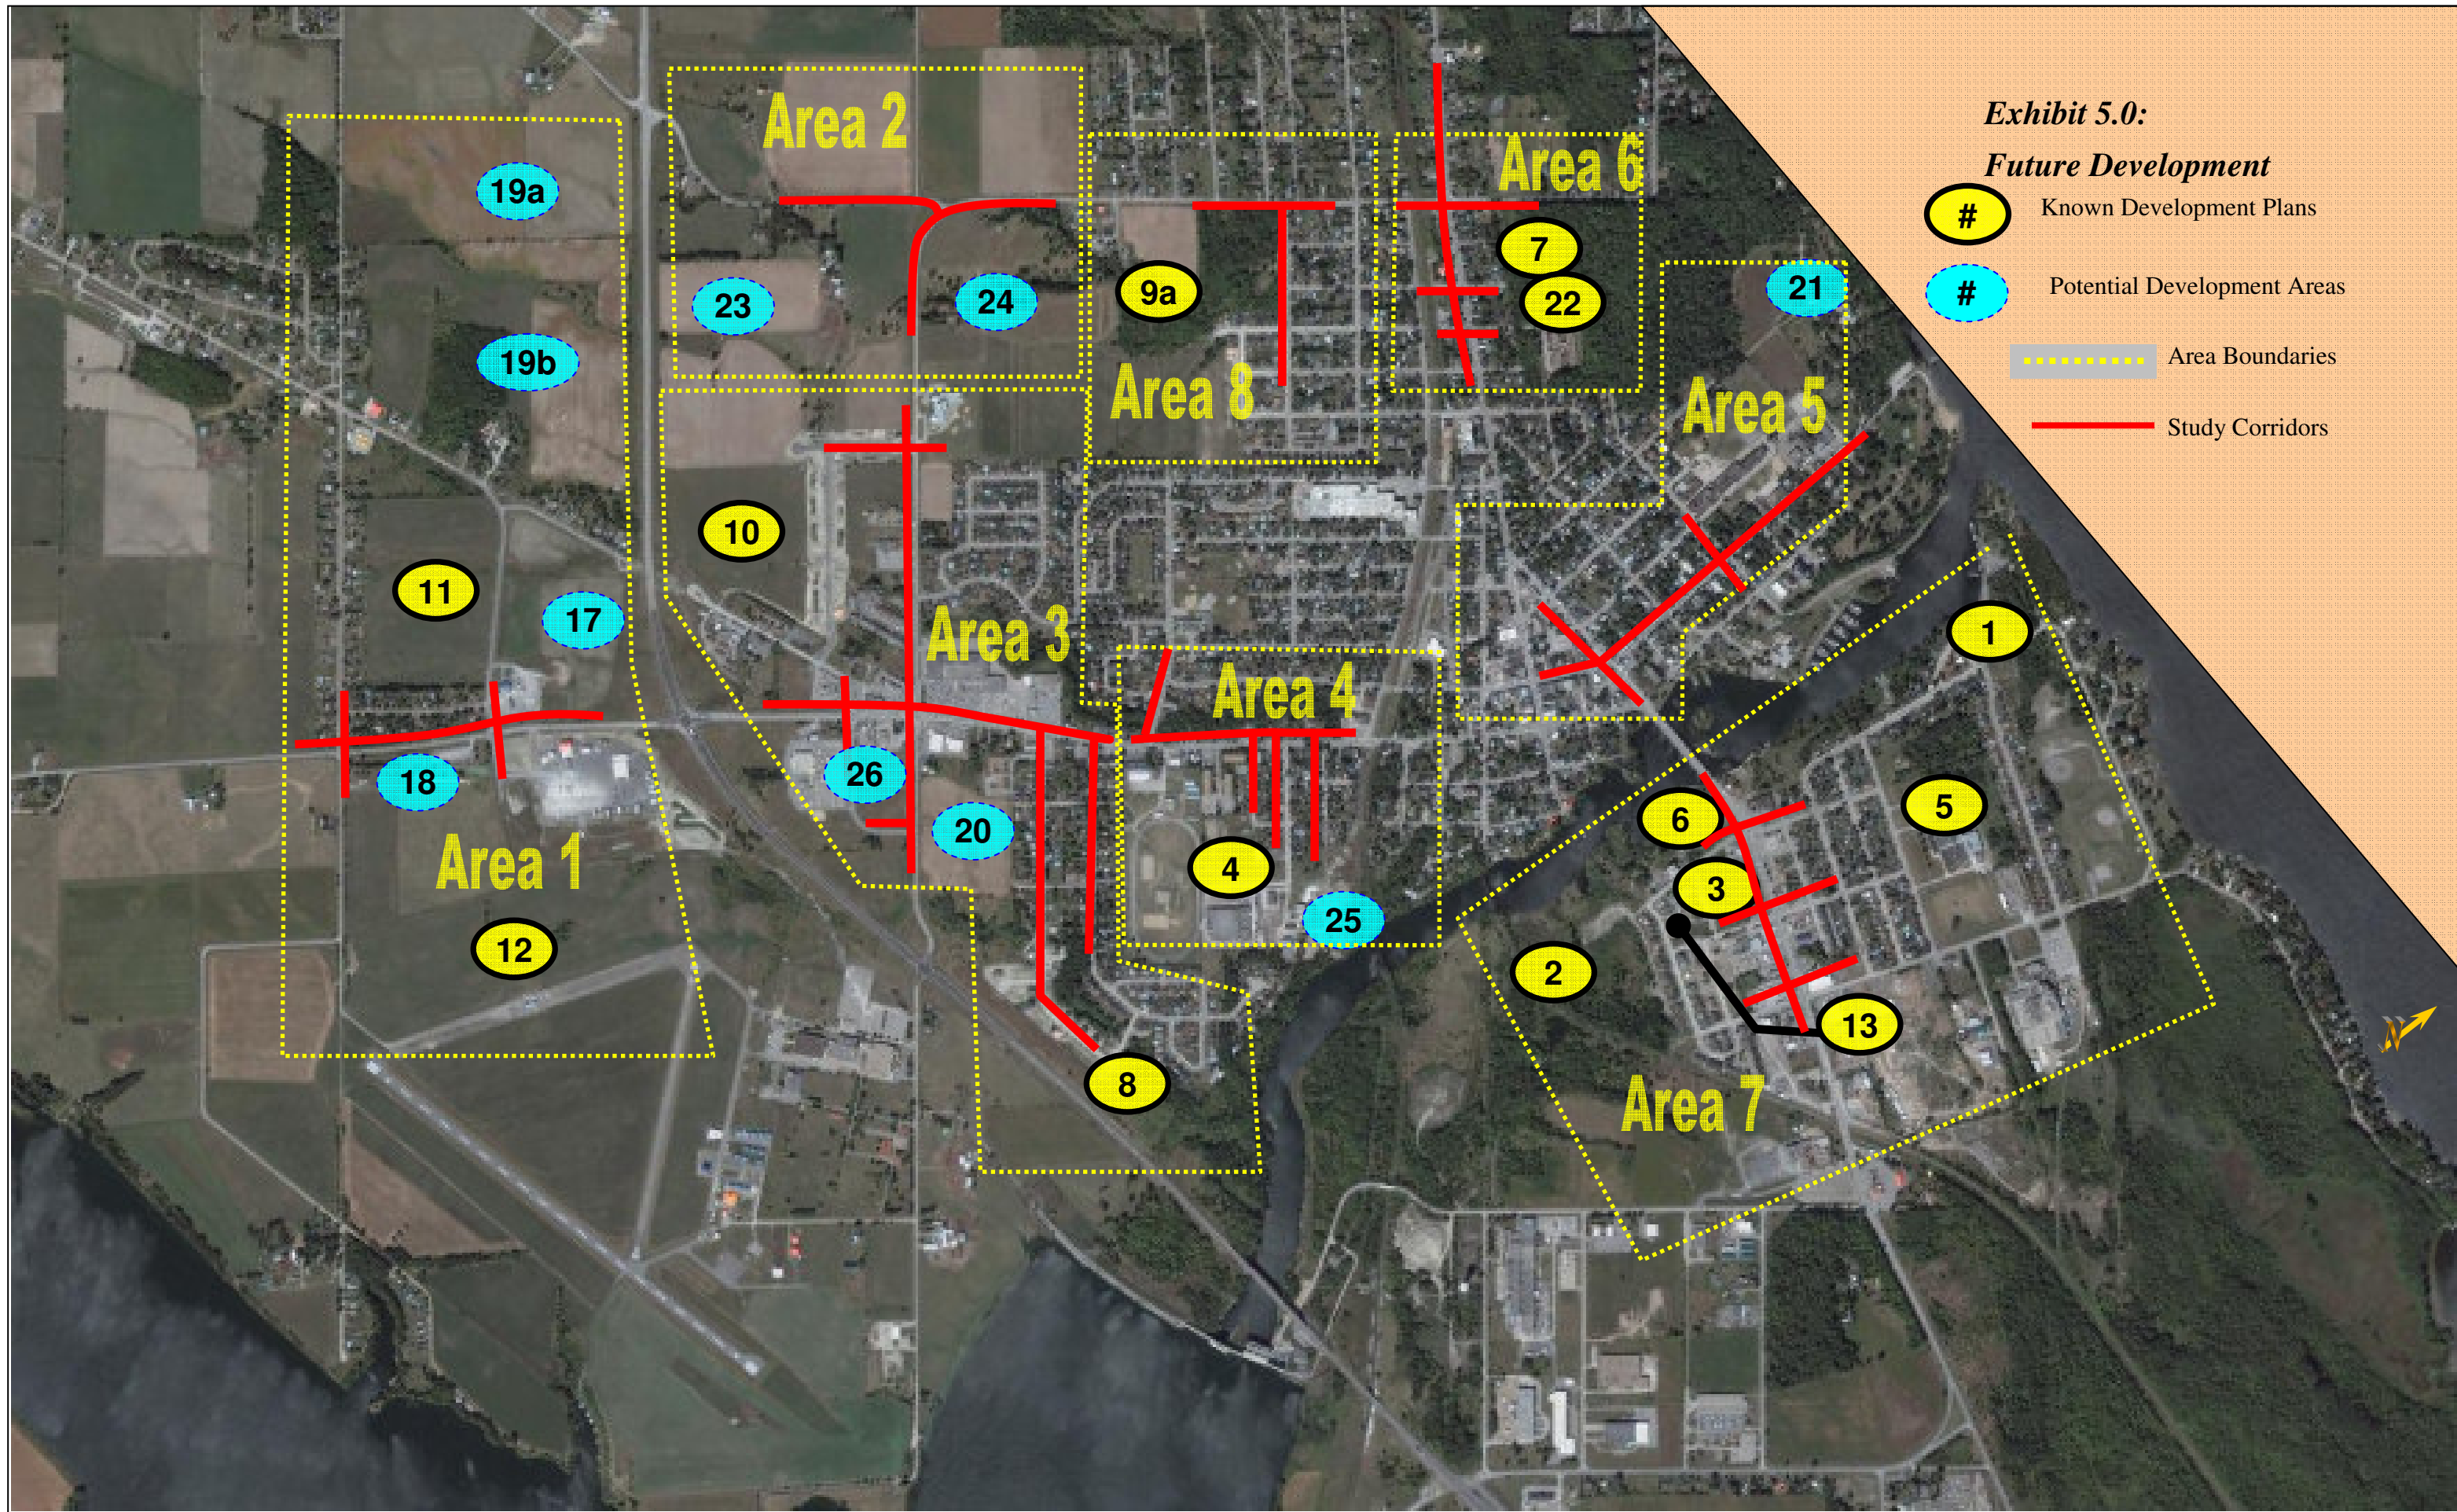 Exhibit 5.0:
Future Development
# Known Development Plans
# Potential Development Areas
Area Boundaries
Study Corridors
Area 2
Area 6
19a
7
23
24
9a
22
21
19b
Area 8
Area 5
10
11
17
Area 3
1
Area 4
18
26
20
6
5
Area 1
4
3
25
12
2
13
8
Area 7
N